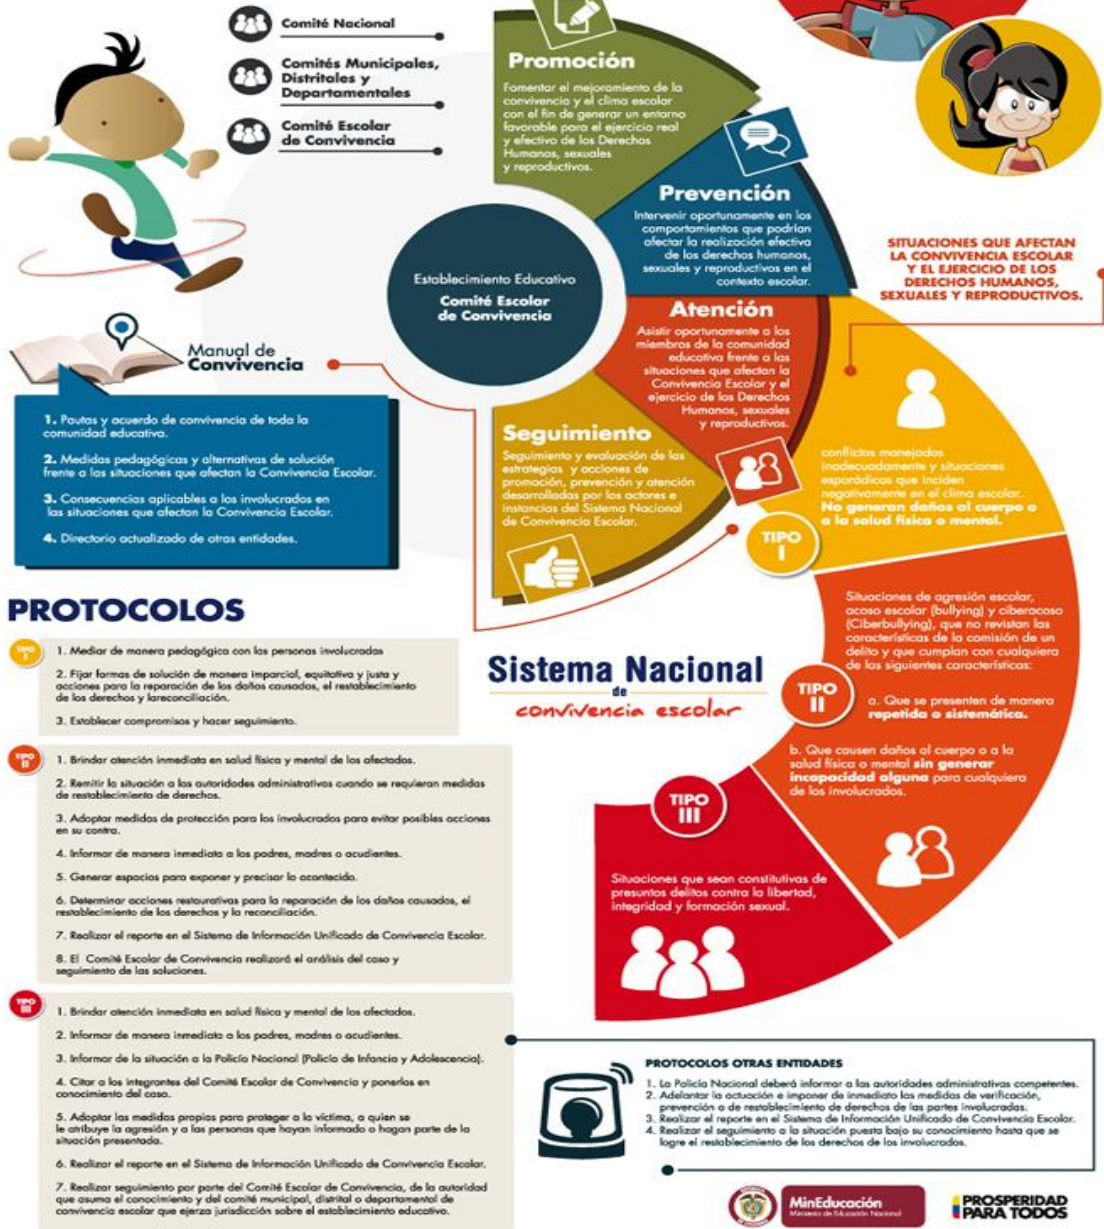 Comité Nacional
Comités Municipales,
Distritales y
Departamentales
Comité Escolar
de Convivencia
Promoción
Fomentar el mejoramiento de la
convivencia y el clima escolar
con el fin de generar un entorno
favorable para el ejercicio real
y efectivo de los Derechos
Humanos, sexuales
y reproductivos.
Prevención
Intervenir oportunamente en los
comportamientos que podrían
afectar la realización efectiva
de los derechos humanos,
sexuales y reproductivos en el
contexto escolar.
Establecimiento Educativo
Comité Escolar
de Convivencia
Atención
Asistir oportunamente a los
miembros de la comunidad
educativa frente a las
situaciones que afectan la
Convivencia Escolar y el
ejercicio de los Derechos
Humanos, sexuales
y reproductivos.
Seguimiento
Seguimiento y evaluación de las
estrategias y acciones de
promoción, prevención y atención
desarrolladas por los actores e
instancias del Sistema Nacional
de Convivencia Escolar.
SITUACIONES QUE AFECTAN
LA CONVIVENCIA ESCOLAR
Y EL EJERCICIO DE LOS
DERECHOS HUMANOS,
SEXUALES Y REPRODUCTIVOS.
Manual de
Convivencia
1. Pautas y acuerdo de convivencia de toda la
comunidad educativa.
2. Medidas pedagógicas y alternativas de solución
frente a las situaciones que afectan la Convivencia Escolar.
3. Consecuencias aplicables a los involucrados en
las situaciones que afectan la Convivencia Escolar.
4. Directorio actualizado de otras entidades.
conflictos manejados
inadecuadamente y situaciones
esporádicas que inciden
negativamente en el clima escolar.
No generan daños al cuerpo o
a la salud física o mental.
TIPO
I
Situaciones de agresión escolar,
acoso escolar (bullying) y ciberacoso
(Ciberbullying), que no revistan las
características de la comisión de un
delito y que cumplan con cualquiera
de las siguientes características:
a. Que se presenten de manera
repetida o sistemática.
b. Que causen daños al cuerpo o a la
salud física o mental sin generar
incapacidad alguna para cualquiera
de los involucrados.
TIPO
II
TIPO
III
Situaciones que sean constitutivas de
presuntos delitos contra la libertad,
integridad y formación sexual.
Sistema Nacional
de
convivencia escolar
PROTOCOLOS
TIPO
I
1. Mediar de manera pedagógica con las personas involucradas
2. Fijar formas de solución de manera imparcial, equitativa y justa y
acciones para la reparación de los daños causados, el restablecimiento
de los derechos y lareconciliación.
3. Establecer compromisos y hacer seguimiento.
TIPO
II
1. Brindar atención inmediata en salud física y mental de los afectados.
2. Remitir la situación a las autoridades administrativas cuando se requieran medidas
de restablecimiento de derechos.
3. Adoptar medidas de protección para los involucrados para evitar posibles acciones
en su contra.
4. Informar de manera inmediata a los padres, madres o acudientes.
5. Generar espacios para exponer y precisar lo acontecido.
6. Determinar acciones restaurativas para la reparación de los daños causados, el
restablecimiento de los derechos y la reconciliación.
7. Realizar el reporte en el Sistema de Información Unificado de Convivencia Escolar.
8. El Comité Escolar de Convivencia realizará el análisis del caso y
seguimiento de las soluciones.
TIPO
III
1. Brindar atención inmediata en salud física y mental de los afectados.
2. Informar de manera inmediata a los padres, madres o acudientes.
3. Informar de la situación a la Policía Nacional (Policía de Infancia y Adolescencia).
4. Citar a los integrantes del Comité Escolar de Convivencia y ponerlos en
conocimiento del caso.
5. Adoptar las medidas propias para proteger a la víctima, a quien se
le atribuye la agresión y a las personas que hayan informado o hagan parte de la
situación presentada.
6. Realizar el reporte en el Sistema de Información Unificado de Convivencia Escolar.
7. Realizar seguimiento por parte del Comité Escolar de Convivencia, de la autoridad
que asuma el conocimiento y del comité municipal, distrital o departamental de
convivencia escolar que ejerza jurisdicción sobre el establecimiento educativo.
PROTOCOLOS OTRAS ENTIDADES
1. La Policía Nacional deberá informar a las autoridades administrativas competentes.
2. Adelantar la actuación e imponer de inmediato las medidas de verificación,
prevención o de restablecimiento de derechos de las partes involucradas.
3. Realizar el reporte en el Sistema de Información Unificado de Convivencia Escolar.
4. Realizar el seguimiento a la situación puesta bajo su conocimiento hasta que se
logre el restablecimiento de los derechos de los involucrados.
MinEducación
Ministerio de Educación Nacional
PROSPERIDAD
PARA TODOS